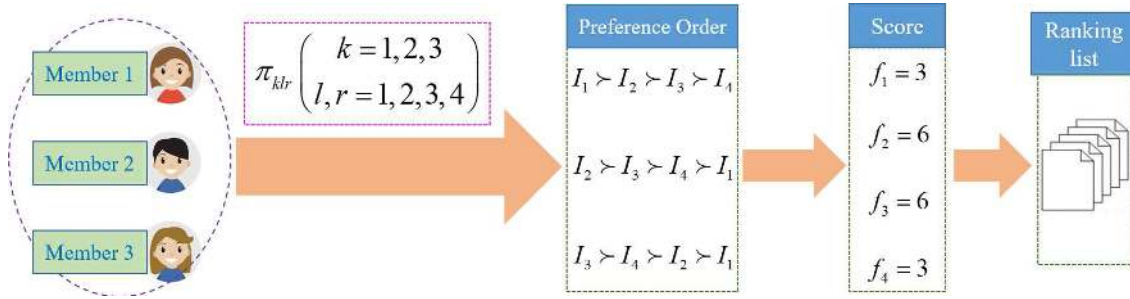 Member 1
Member 2
Member 3
π_klr ( k = 1, 2, 3
l, r = 1, 2, 3, 4 )
Preference Order
I₁ ≻ I₂ ≻ I₃ ≻ I₄
I₂ ≻ I₃ ≻ I₄ ≻ I₁
I₃ ≻ I₄ ≻ I₂ ≻ I₁
Score
f₁ = 3
f₂ = 6
f₃ = 6
f₄ = 3
Ranking
list